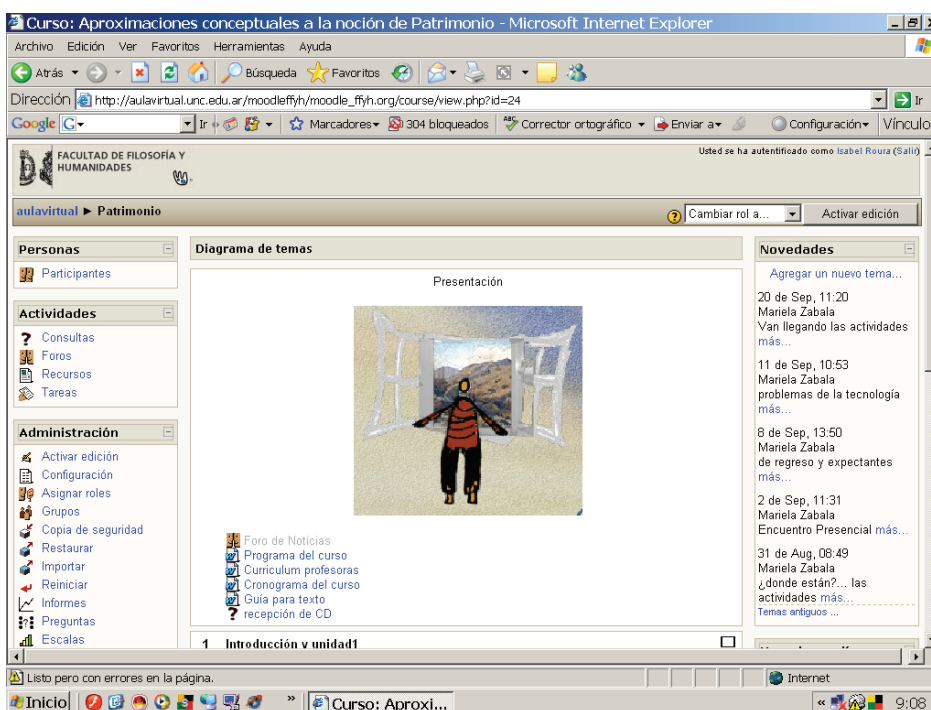 Curso: Aproximaciones conceptuales a la noción de Patrimonio - Microsoft Internet Explorer
Archivo Edición Ver Favoritos Herramientas Ayuda
Atrás Búsqueda Favoritos
Dirección http://aulavirtual.unc.edu.ar/moodleffyh/moodle_ffyh.org/course/view.php?id=24 Ir
Google G Ir Marcadores 304 bloqueados ABC Corrector ortográfico Enviar a Configuración Vínculo
FACULTAD DE FILOSOFÍA Y
HUMANIDADES
Usted se ha autentificado como Isabel Roura (Salir)
aulavirtual ► Patrimonio
Cambiar rol a... Activar edición
Personas
Participantes
Actividades
Consultas
Foros
Recursos
Tareas
Administración
Activar edición
Configuración
Asignar roles
Grupos
Copia de seguridad
Restaurar
Importar
Reiniciar
Informes
Preguntas
Escalas
Diagrama de temas
Presentación
Foro de Noticias
Programa del curso
Curriculum profesoras
Cronograma del curso
Guía para texto
recepción de CD
1 Introducción y unidad1
Novedades
Agregar un nuevo tema...
20 de Sep, 11:20
Mariela Zabala
Van llegando las actividades
más...
11 de Sep, 10:53
Mariela Zabala
problemas de la tecnología
más...
8 de Sep, 13:50
Mariela Zabala
de regreso y expectantes
más...
2 de Sep, 11:31
Mariela Zabala
Encuentro Presencial más...
31 de Aug, 08:49
Mariela Zabala
¿donde están?... las
actividades más...
Temas antiguos ...
Listo pero con errores en la página.
Internet
Inicio » Curso: Aproxi... « 9:08